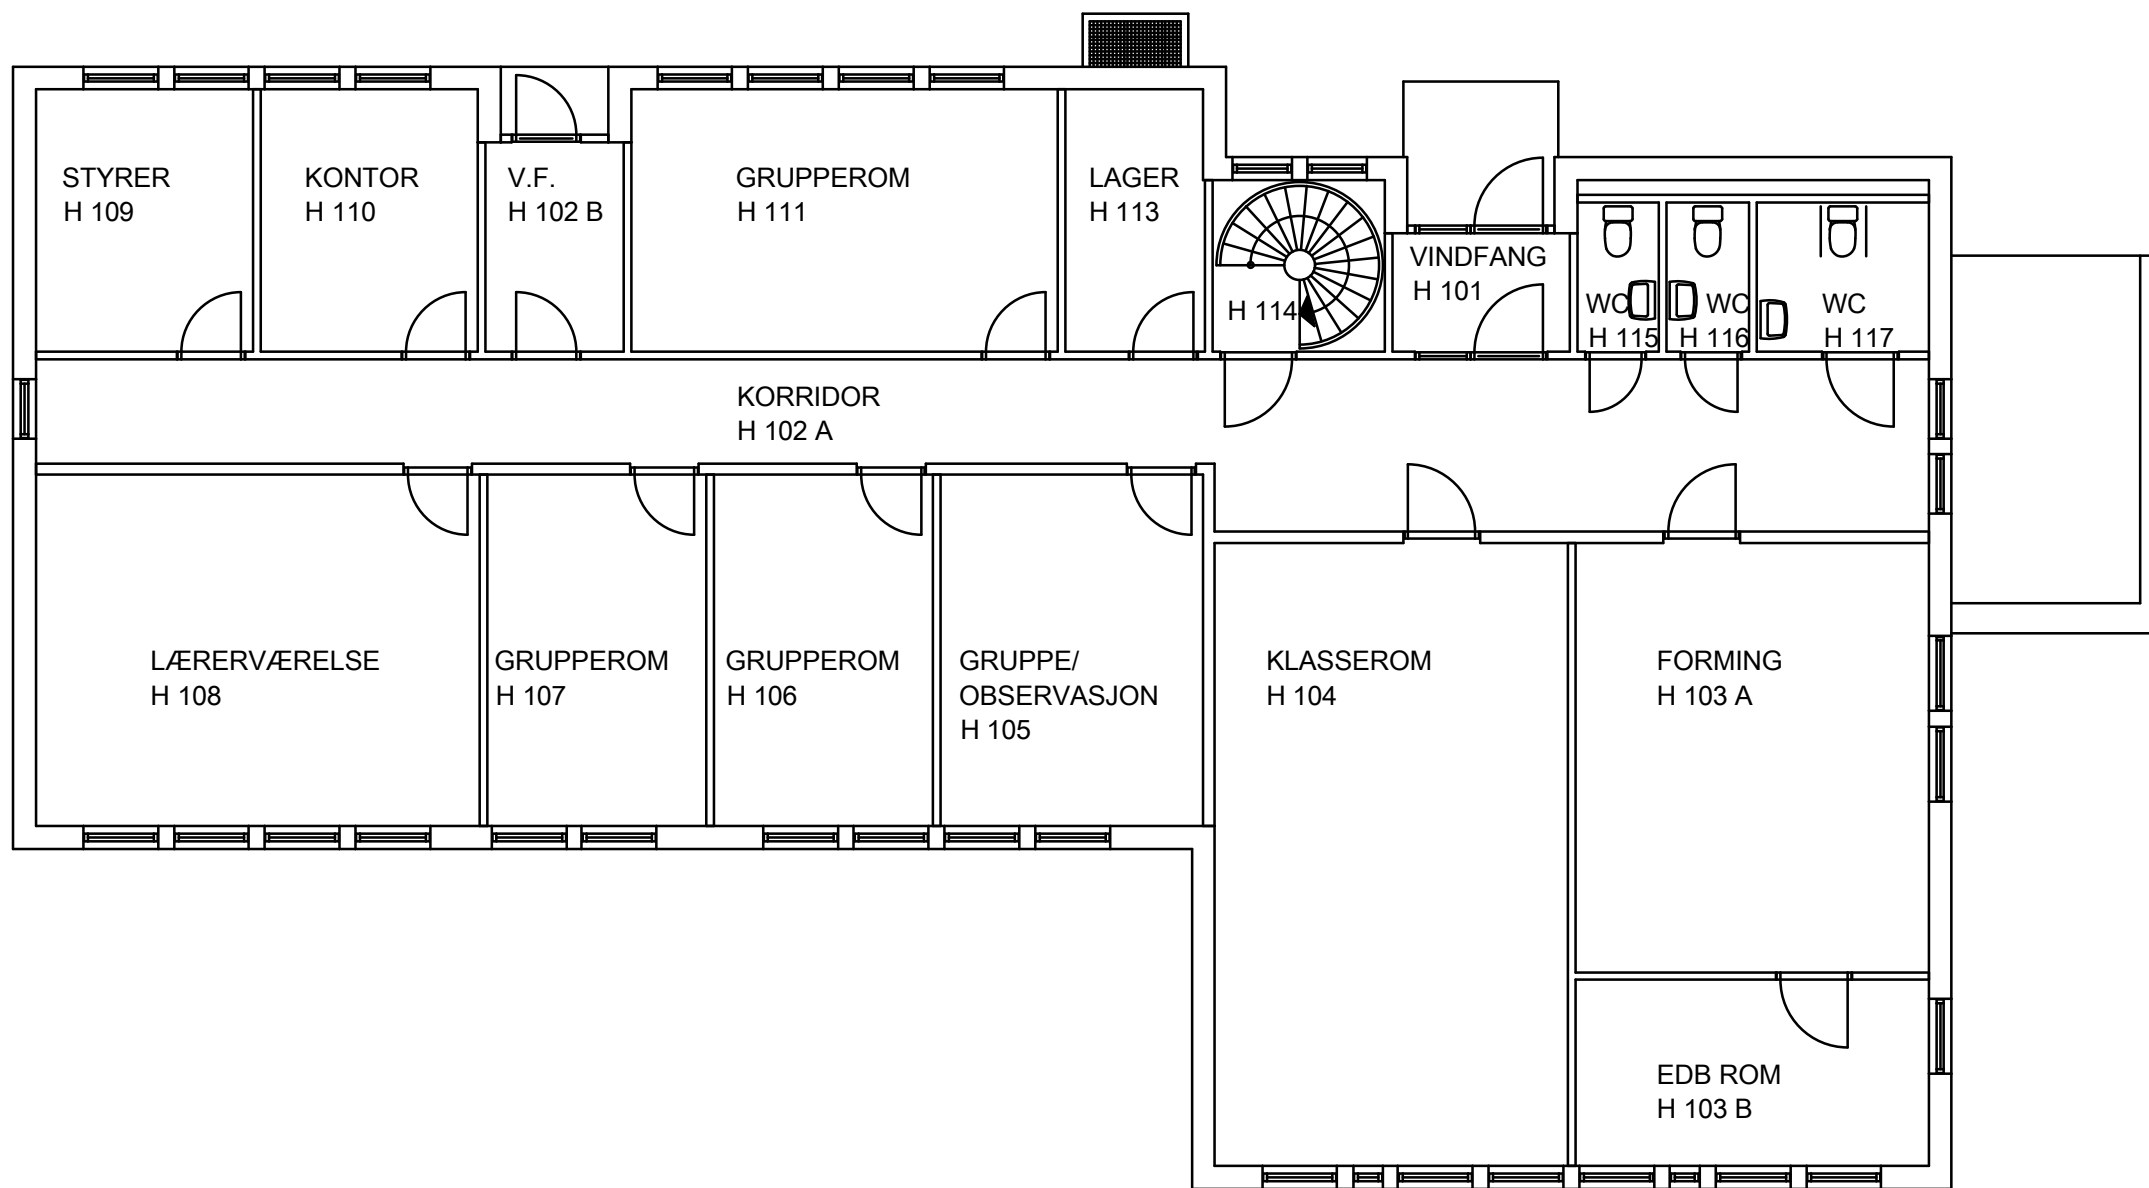 STYRER
H 109
KONTOR
H 110
V.F.
H 102 B
GRUPPEROM
H 111
LAGER
H 113
H 114
VINDFANG
H 101
WC
H 115
WC
H 116
WC
H 117
KORRIDOR
H 102 A
LÆRERVÆRELSE
H 108
GRUPPEROM
H 107
GRUPPEROM
H 106
GRUPPE/
OBSERVASJON
H 105
KLASSEROM
H 104
FORMING
H 103 A
EDB ROM
H 103 B